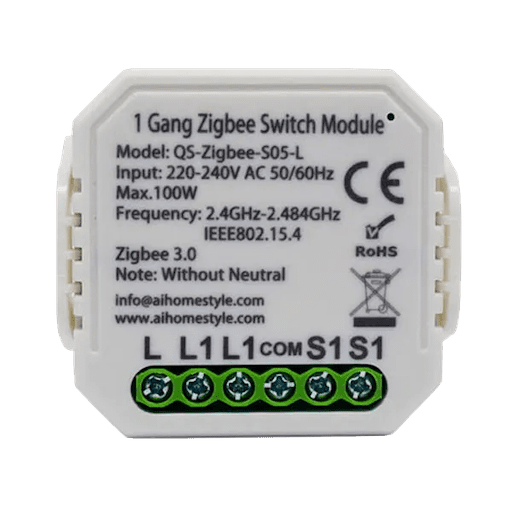 1 Gang Zigbee Switch Module
Model: QS-Zigbee-S05-L
Input: 220-240V AC 50/60Hz
Max.100W
Frequency: 2.4GHz-2.484GHz
IEEE802.15.4
Zigbee 3.0
Note: Without Neutral
info@aihomestyle.com
www.aihomestyle.com
CE
RoHS
L L1 L1 COM S1 S1